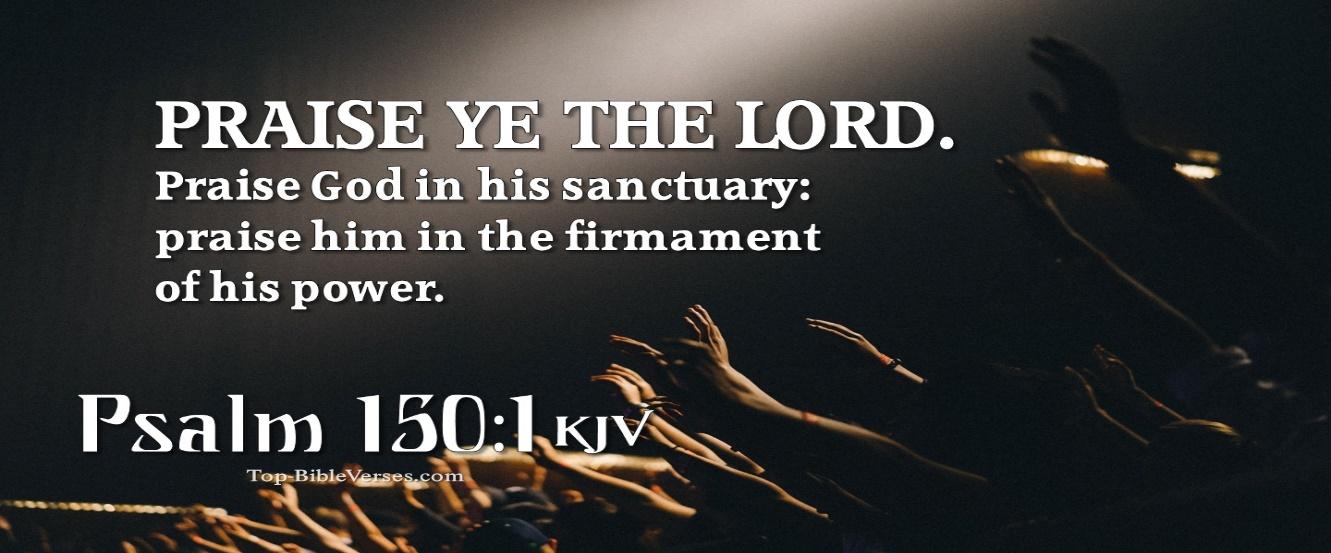 PRAISE YE THE LORD.
Praise God in his sanctuary:
praise him in the firmament
of his power.
Psalm 150:1 KJV
Top-BibleVerses.com